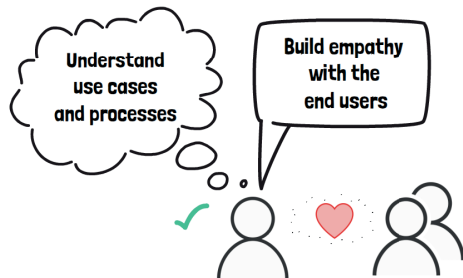 Understand
use cases
and processes
Build empathy
with the
end users